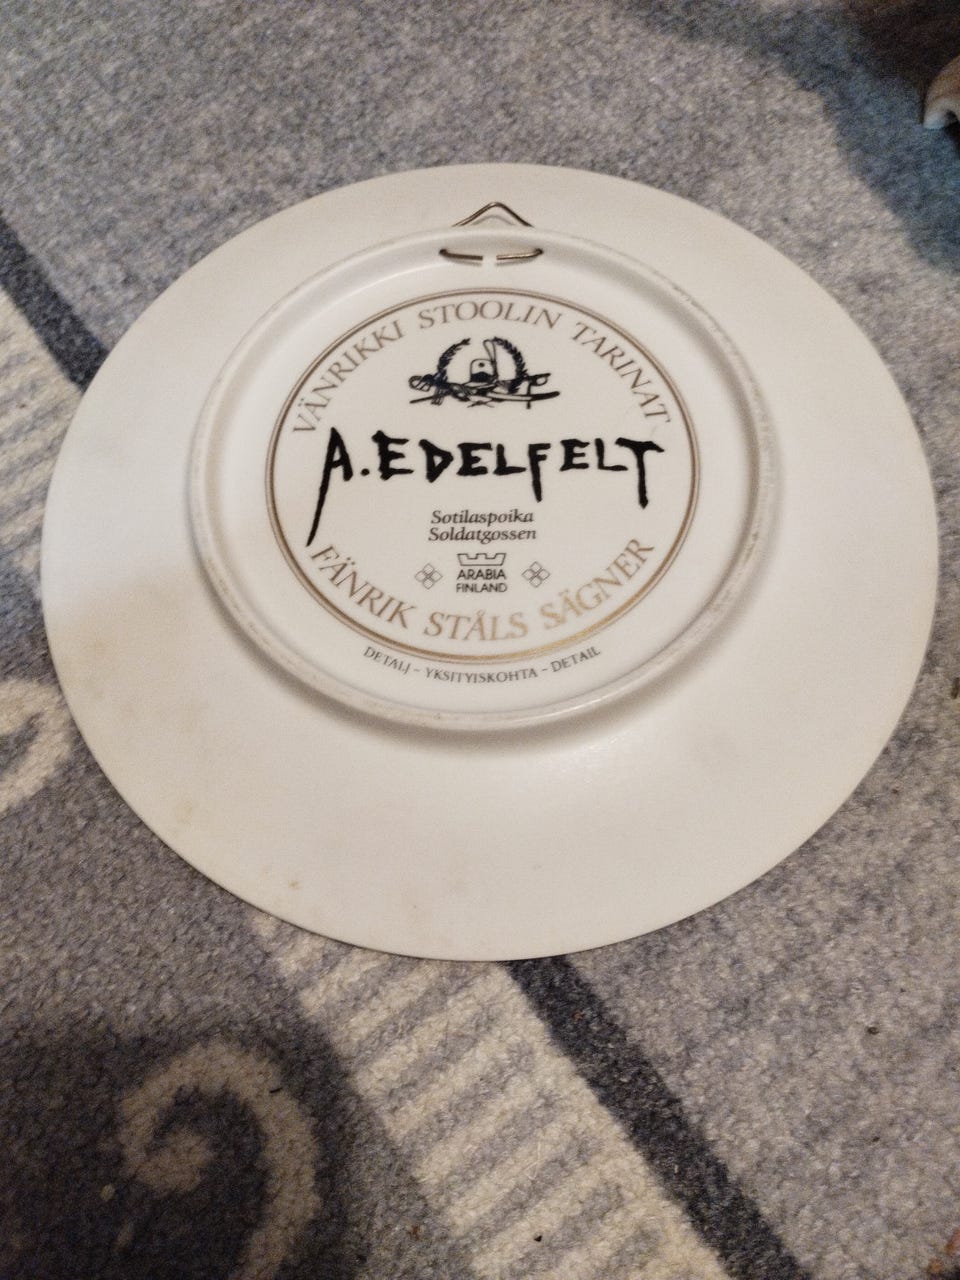 VÄNRIKKI STOOLIN TARINAT
A. EDELFELT
Sotilaspoika
Soldatgossen
ARABIA
FINLAND
FÄNRIK STÅLS SÄGNER
DETALJ – YKSITYISKOHTA – DETAIL